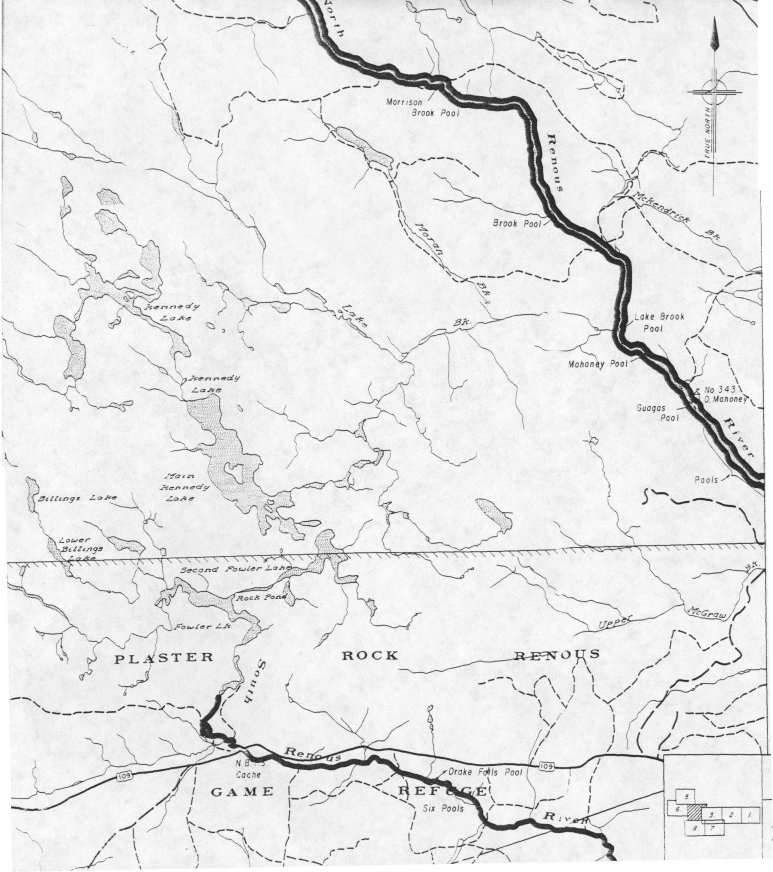 North
Morrison
Brook Pool
TRUE NORTH
Renous
McKendrick
Bk
Brook Pool
Moran
Bk
Kennedy
Lake
Lake
Bk.
Lake Brook
Pool
Mahoney Pool
Kennedy
Lake
No 343
D. Mahoney
Guagas
Pool
River
Main
Kennedy
Lake
Pools
Billings Lake
Lower
Billings
Lake
Second Fowler Lake
Rock Pond
Bk.
McGraw
Upper
Fowler Lk
PLASTER ROCK RENOUS
South
Renous
N.B.
Cache
109
Drake Falls Pool
109
GAME REFUGE
Six Pools
River
5.
6.
3. 2 1.
8 7